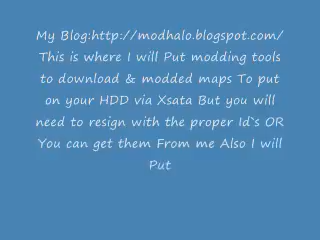 My Blog:http://modhalo.blogspot.com/
This is where I will Put modding tools
to download & modded maps To put
on your HDD via Xsata But you will
need to resign with the proper Id`s OR
You can get them From me Also I will
Put